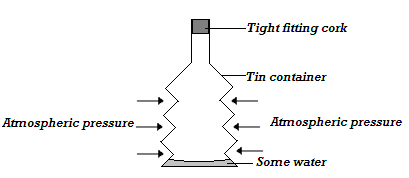 Tight fitting cork
Tin container
Atmospheric pressure
Atmospheric pressure
Some water